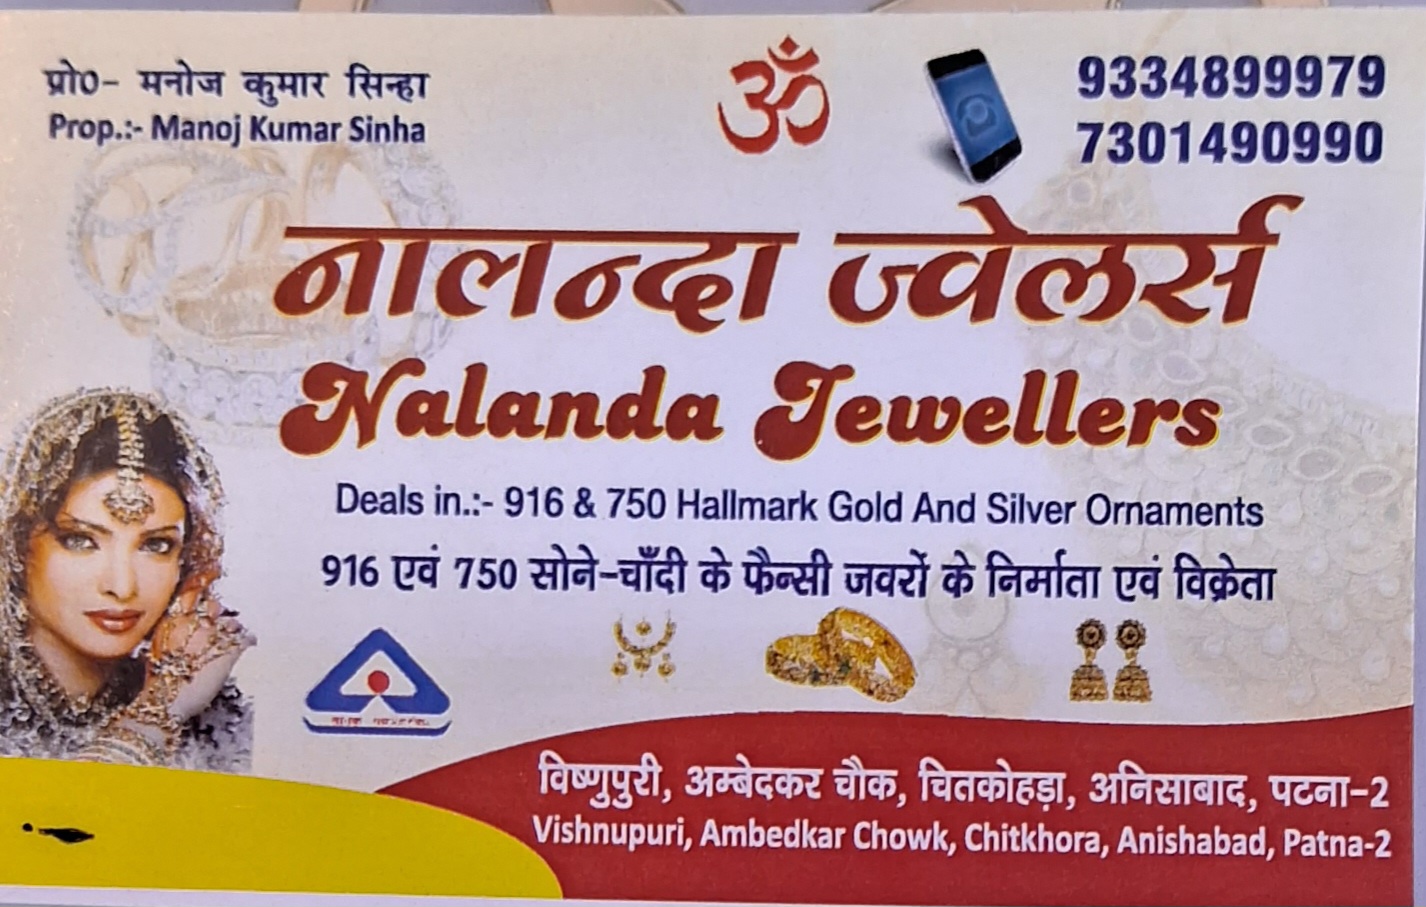 प्रो०- मनोज कुमार सिन्हा
Prop.:- Manoj Kumar Sinha
ॐ
9334899979
7301490990
नालन्दा ज्वेलर्स
Nalanda Jewellers
Deals in.:- 916 & 750 Hallmark Gold And Silver Ornaments
916 एवं 750 सोने-चाँदी के फैन्सी जवरों के निर्माता एवं विक्रेता
विष्णुपुरी, अम्बेदकर चौक, चितकोहड़ा, अनिसाबाद, पटना-2
Vishnupuri, Ambedkar Chowk, Chitkhora, Anishabad, Patna-2